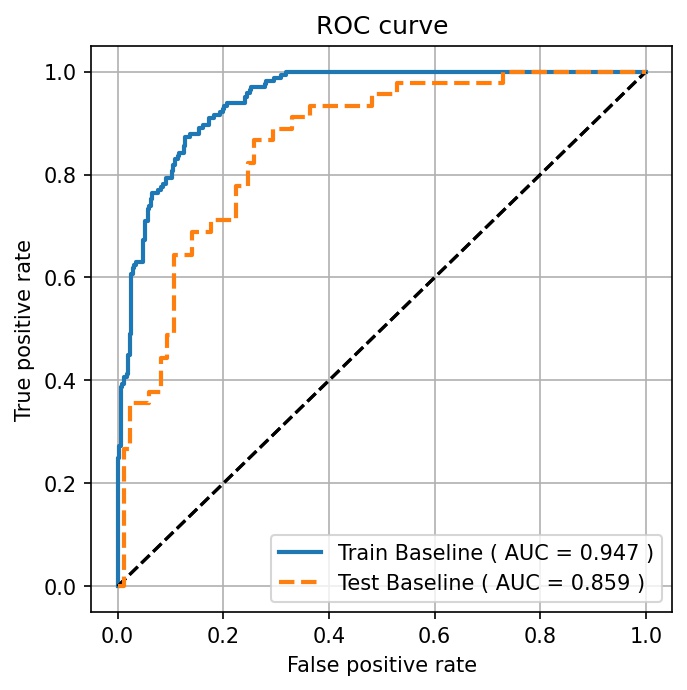 ROC curve
True positive rate
1.0
0.8
0.6
0.4
0.2
0.0
Train Baseline ( AUC = 0.947 )
Test Baseline ( AUC = 0.859 )
0.0 0.2 0.4 0.6 0.8 1.0
False positive rate